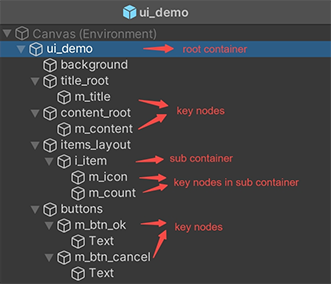 ui_demo
Canvas (Environment)
ui_demo root container
background
title_root
m_title
key nodes
content_root
m_content
items_layout
i_item sub container
m_icon
key nodes in sub container
m_count
buttons
m_btn_ok
key nodes
Text
m_btn_cancel
Text